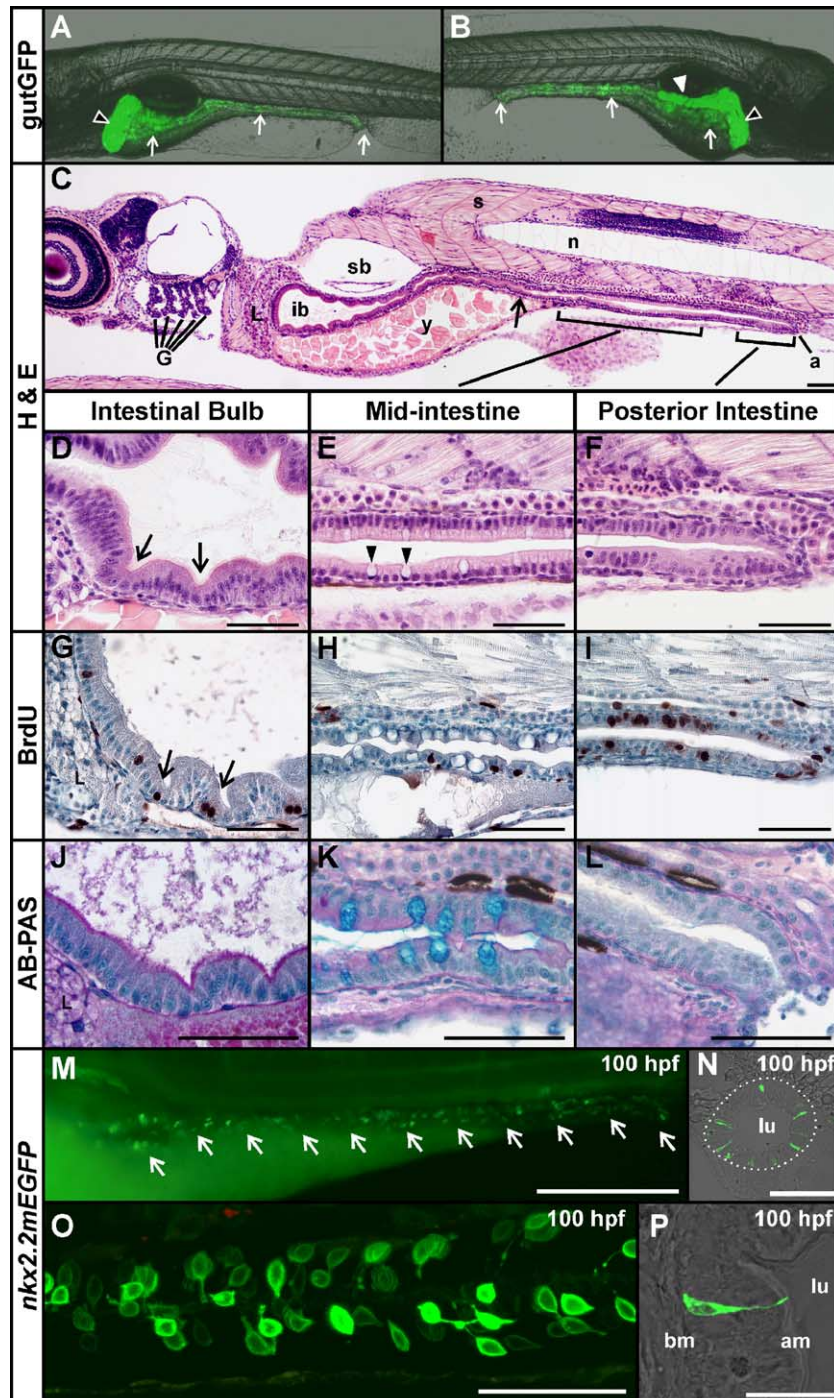 gutGFP
A
B
H & E
C
s
n
sb
ib
L
y
G
a
Intestinal Bulb
Mid-intestine
Posterior Intestine
D
E
F
BrdU
G
H
I
L
AB-PAS
J
K
L
L
nkx2.2mEGFP
M
100 hpf
N
100 hpf
lu
O
100 hpf
P
100 hpf
lu
bm
am